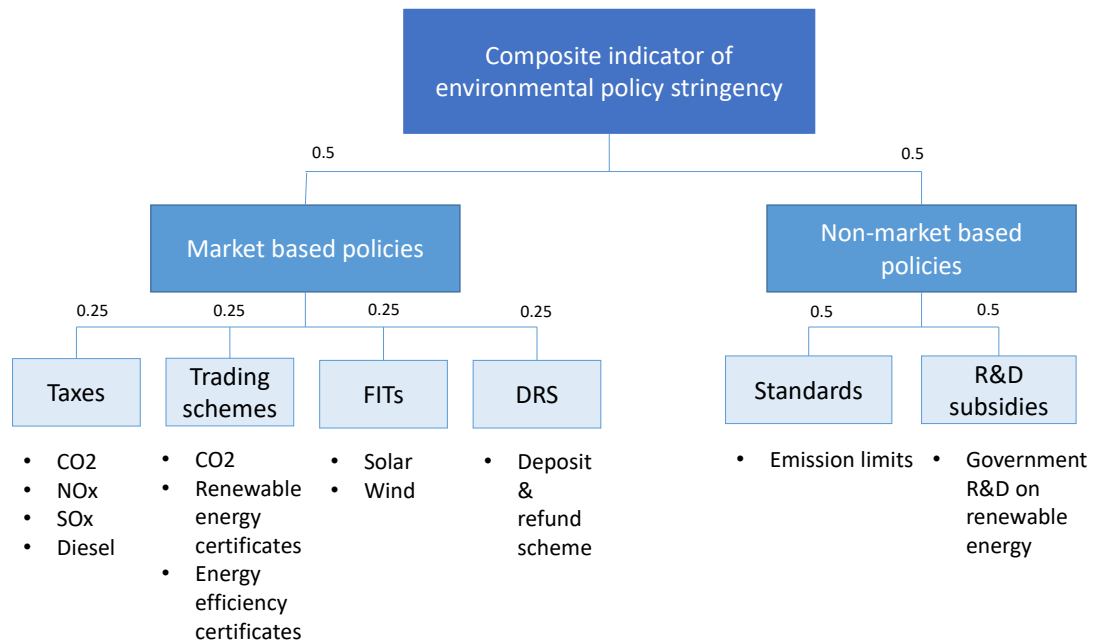 Composite indicator of
environmental policy stringency
0.5
0.5
Market based policies
Non-market based
policies
0.25
0.25
0.25
0.25
0.5
0.5
Taxes
Trading
schemes
FITs
DRS
Standards
R&D
subsidies
• CO2
• NOx
• SOx
• Diesel
• CO2
• Renewable
energy
certificates
• Energy
efficiency
certificates
• Solar
• Wind
• Deposit
&
refund
scheme
• Emission limits
• Government
R&D on
renewable
energy